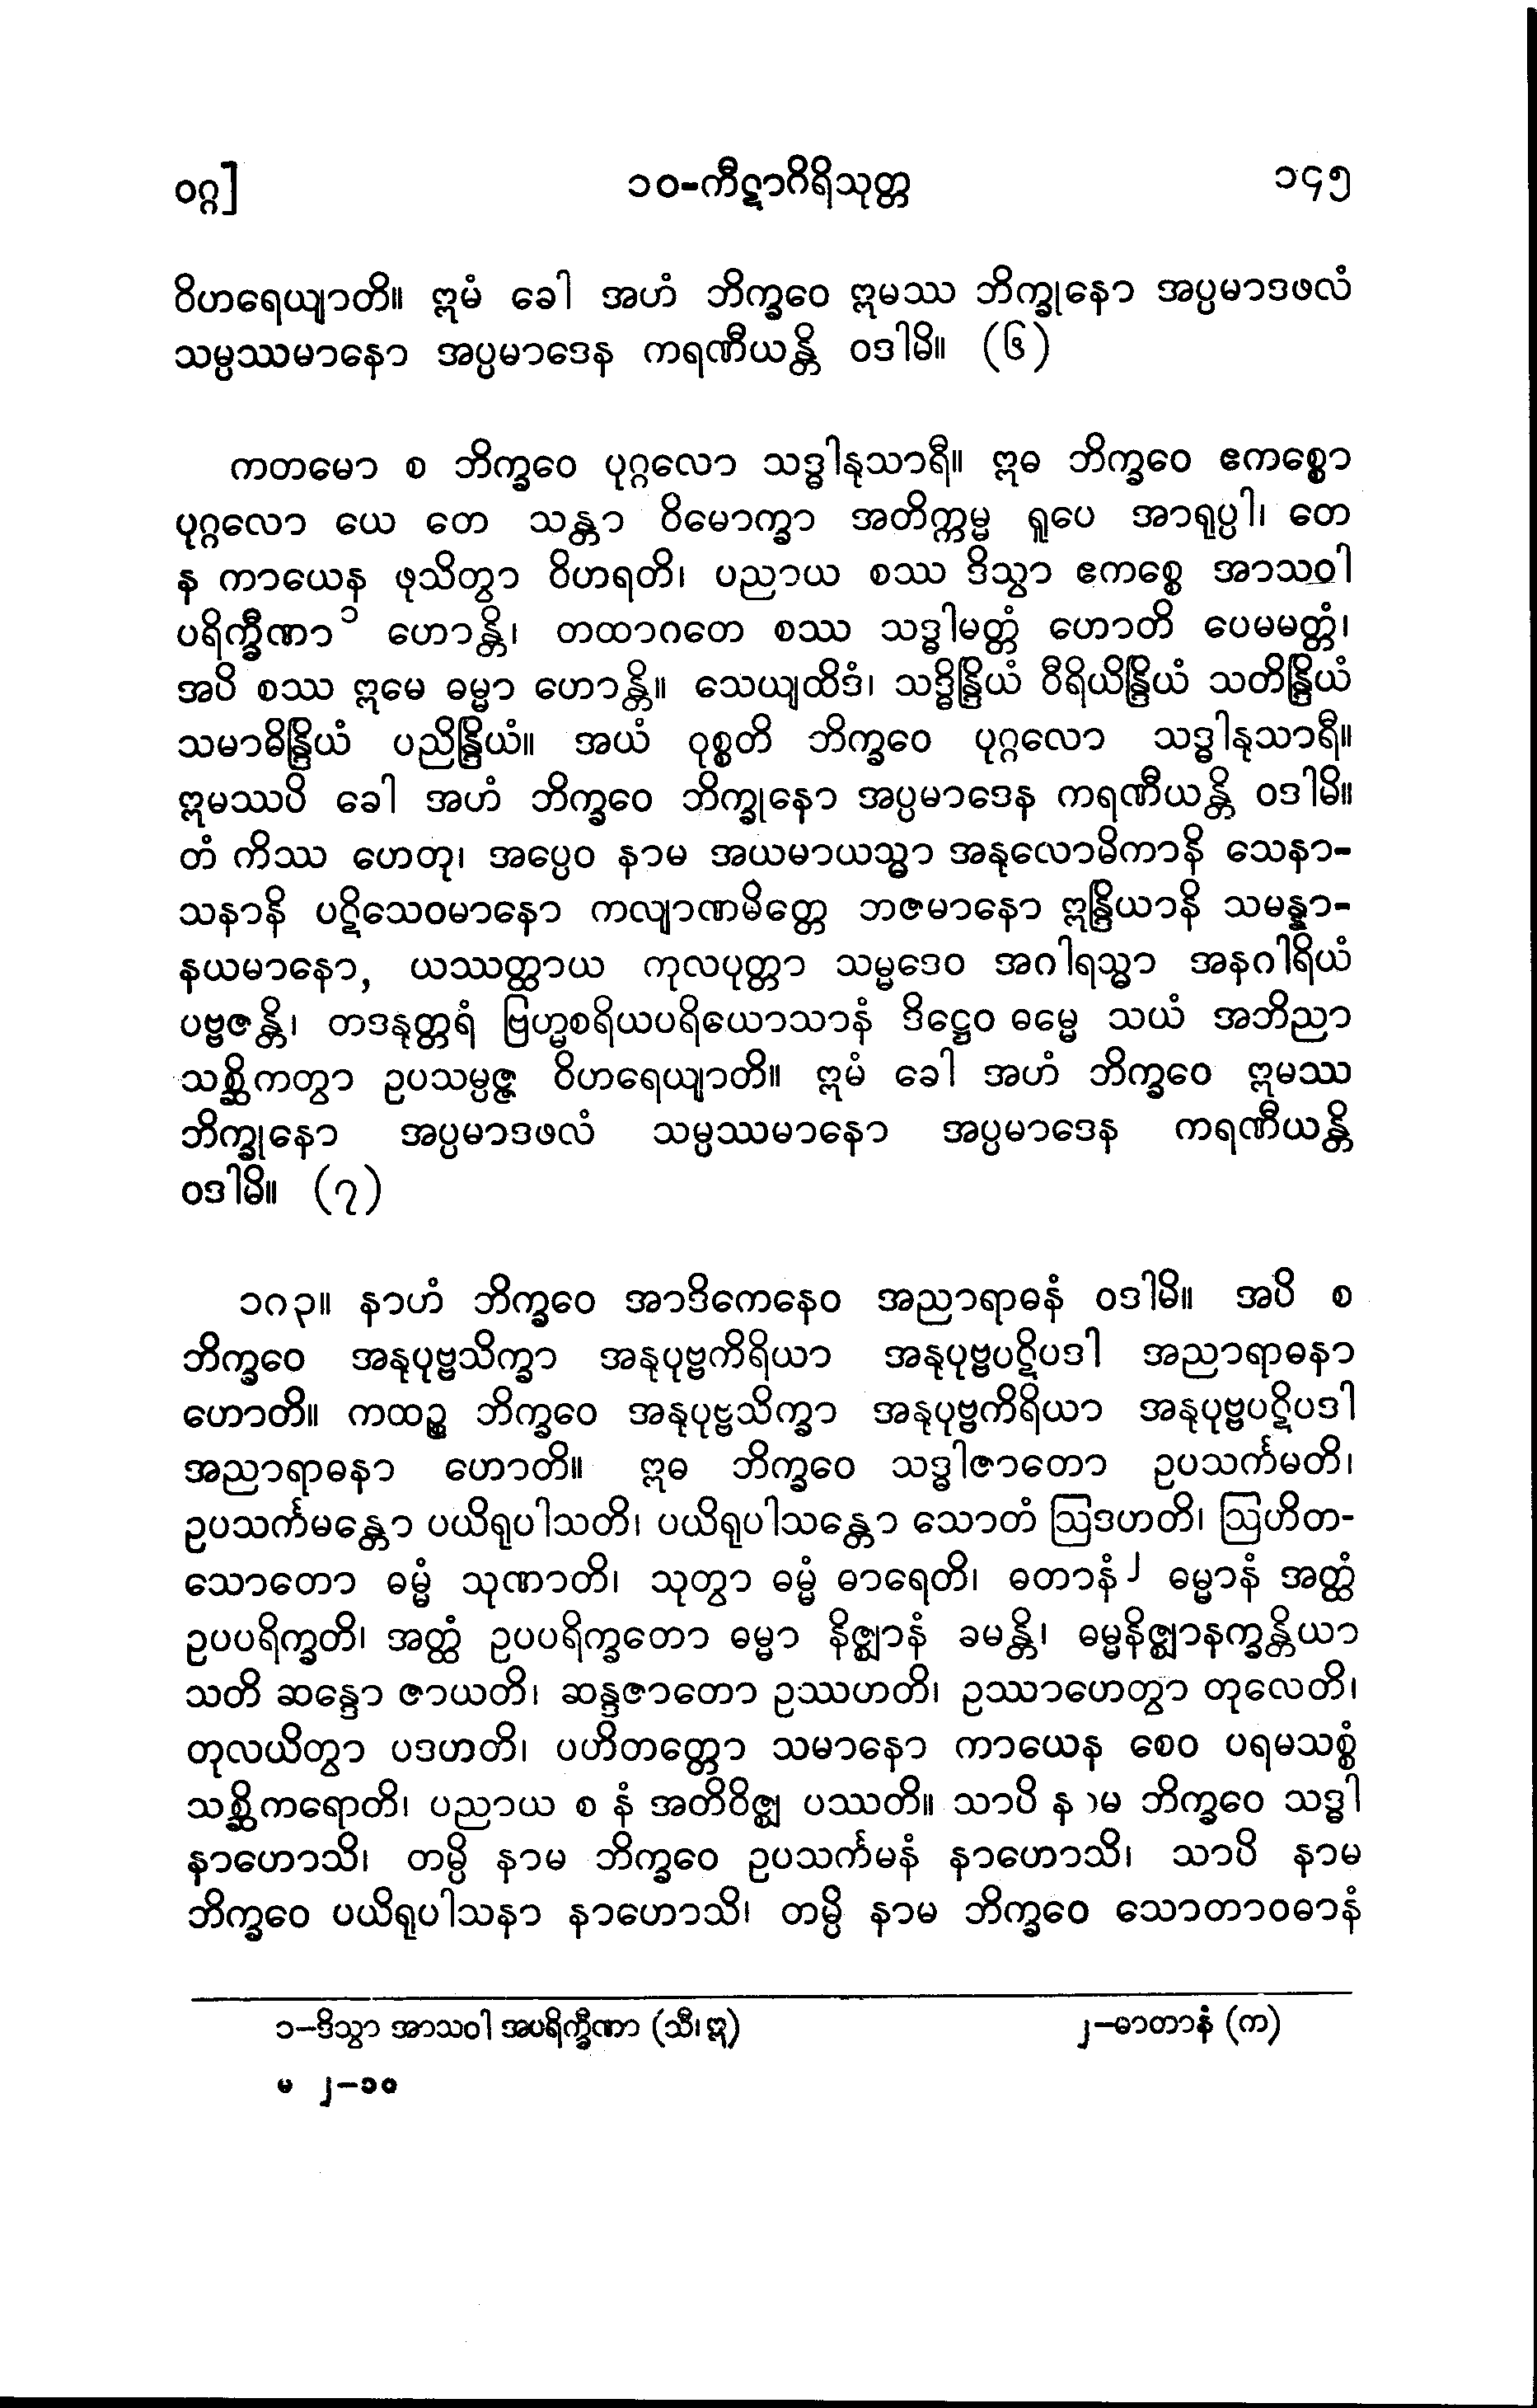 ဝဂ္ဂ]
၁၀-ကီဋာဂိရိသုတ္တ
၁၄၅
ဝိဟရေယျာတိ။ ဣမံ ခေါ အဟံ ဘိက္ခဝေ ဣမဿ ဘိက္ခုနော အပ္ပမာဒဖလံ
သမ္ပဿမာနော အပ္ပမာဒေန ကရဏီယန္တိ ဝဒါမိ။ (၆)
ကတမော စ ဘိက္ခဝေ ပုဂ္ဂလော သဒ္ဓါနုသာရီ။ ဣဓ ဘိက္ခဝေ ဧကစ္စော
ပုဂ္ဂလော ယေ တေ သန္တာ ဝိမောက္ခာ အတိက္ကမ္မ ရူပေ အာရုပ္ပါ၊ တေ
န ကာယေန ဖုသိတွာ ဝိဟရတိ၊ ပညာယ စဿ ဒိသွာ ဧကစ္စေ အာသဝါ
ပရိက္ခီဏာ ၁ ဟောန္တိ၊ တထာဂတေ စဿ သဒ္ဓါမတ္တံ ဟောတိ ပေမမတ္တံ၊
အပိ စဿ ဣမေ ဓမ္မာ ဟောန္တိ။ သေယျထိဒံ၊ သဒ္ဓိန္ဒြိယံ ဝီရိယိန္ဒြိယံ သတိန္ဒြိယံ
သမာဓိန္ဒြိယံ ပညိန္ဒြိယံ။ အယံ ဝုစ္စတိ ဘိက္ခဝေ ပုဂ္ဂလော သဒ္ဓါနုသာရီ။
ဣမဿပိ ခေါ အဟံ ဘိက္ခဝေ ဘိက္ခုနော အပ္ပမာဒေန ကရဏီယန္တိ ဝဒါမိ။
တံ ကိဿ ဟေတု၊ အပ္ပေဝ နာမ အယမာယသ္မာ အနုလောမိကာနိ သေနာ-
သနာနိ ပဋိသေဝမာနော ကလျာဏမိတ္တေ ဘဇမာနော ဣန္ဒြိယာနိ သမန္နာ-
နယမာနော, ယဿတ္ထာယ ကုလပုတ္တာ သမ္မဒေဝ အဂါရသ္မာ အနဂါရိယံ
ပဗ္ဗဇန္တိ၊ တဒနုတ္တရံ ဗြဟ္မစရိယပရိယောသာနံ ဒိဋ္ဌေဝ ဓမ္မေ သယံ အဘိညာ
သစ္ဆိကတွာ ဥပသမ္ပဇ္ဇ ဝိဟရေယျာတိ။ ဣမံ ခေါ အဟံ ဘိက္ခဝေ ဣမဿ
ဘိက္ခုနော အပ္ပမာဒဖလံ သမ္ပဿမာနော အပ္ပမာဒေန ကရဏီယန္တိ
ဝဒါမိ။ (၇)
၁၈၃။ နာဟံ ဘိက္ခဝေ အာဒိကေနေဝ အညာရာဓနံ ဝဒါမိ။ အပိ စ
ဘိက္ခဝေ အနုပုဗ္ဗသိက္ခာ အနုပုဗ္ဗကိရိယာ အနုပုဗ္ဗပဋိပဒါ အညာရာဓနာ
ဟောတိ။ ကထဉ္စ ဘိက္ခဝေ အနုပုဗ္ဗသိက္ခာ အနုပုဗ္ဗကိရိယာ အနုပုဗ္ဗပဋိပဒါ
အညာရာဓနာ ဟောတိ။ ဣဓ ဘိက္ခဝေ သဒ္ဓါဇာတော ဥပသင်္ကမတိ၊
ဥပသင်္ကမန္တော ပယိရုပါသတိ၊ ပယိရုပါသန္တော သောတံ ဩဒဟတိ၊ ဩဟိတ-
သောတော ဓမ္မံ သုဏာတိ၊ သုတွာ ဓမ္မံ ဓာရေတိ၊ ဓတာနံ ၂ ဓမ္မာနံ အတ္ထံ
ဥပပရိက္ခတိ၊ အတ္ထံ ဥပပရိက္ခတော ဓမ္မာ နိဇ္ဈာနံ ခမန္တိ၊ ဓမ္မနိဇ္ဈာနက္ခန္တိယာ
သတိ ဆန္ဒော ဇာယတိ၊ ဆန္ဒဇာတော ဥဿဟတိ၊ ဥဿာဟေတွာ တုလေတိ၊
တုလယိတွာ ပဒဟတိ၊ ပဟိတတ္တော သမာနော ကာယေန စေဝ ပရမသစ္စံ
သစ္ဆိကရောတိ၊ ပညာယ စ နံ အတိဝိဇ္ဈ ပဿတိ။ သာပိ နာမ ဘိက္ခဝေ သဒ္ဓါ
နာဟောသိ၊ တမ္ပိ နာမ ဘိက္ခဝေ ဥပသင်္ကမနံ နာဟောသိ၊ သာပိ နာမ
ဘိက္ခဝေ ပယိရုပါသနာ နာဟောသိ၊ တမ္ပိ နာမ ဘိက္ခဝေ သောတာဝဓာနံ
၁-ဒိသွာ အာသဝါ အပရိက္ခီဏာ (သီ၊ ဣ)
၂-ဓာတာနံ (က)
မ ၂-၁၀